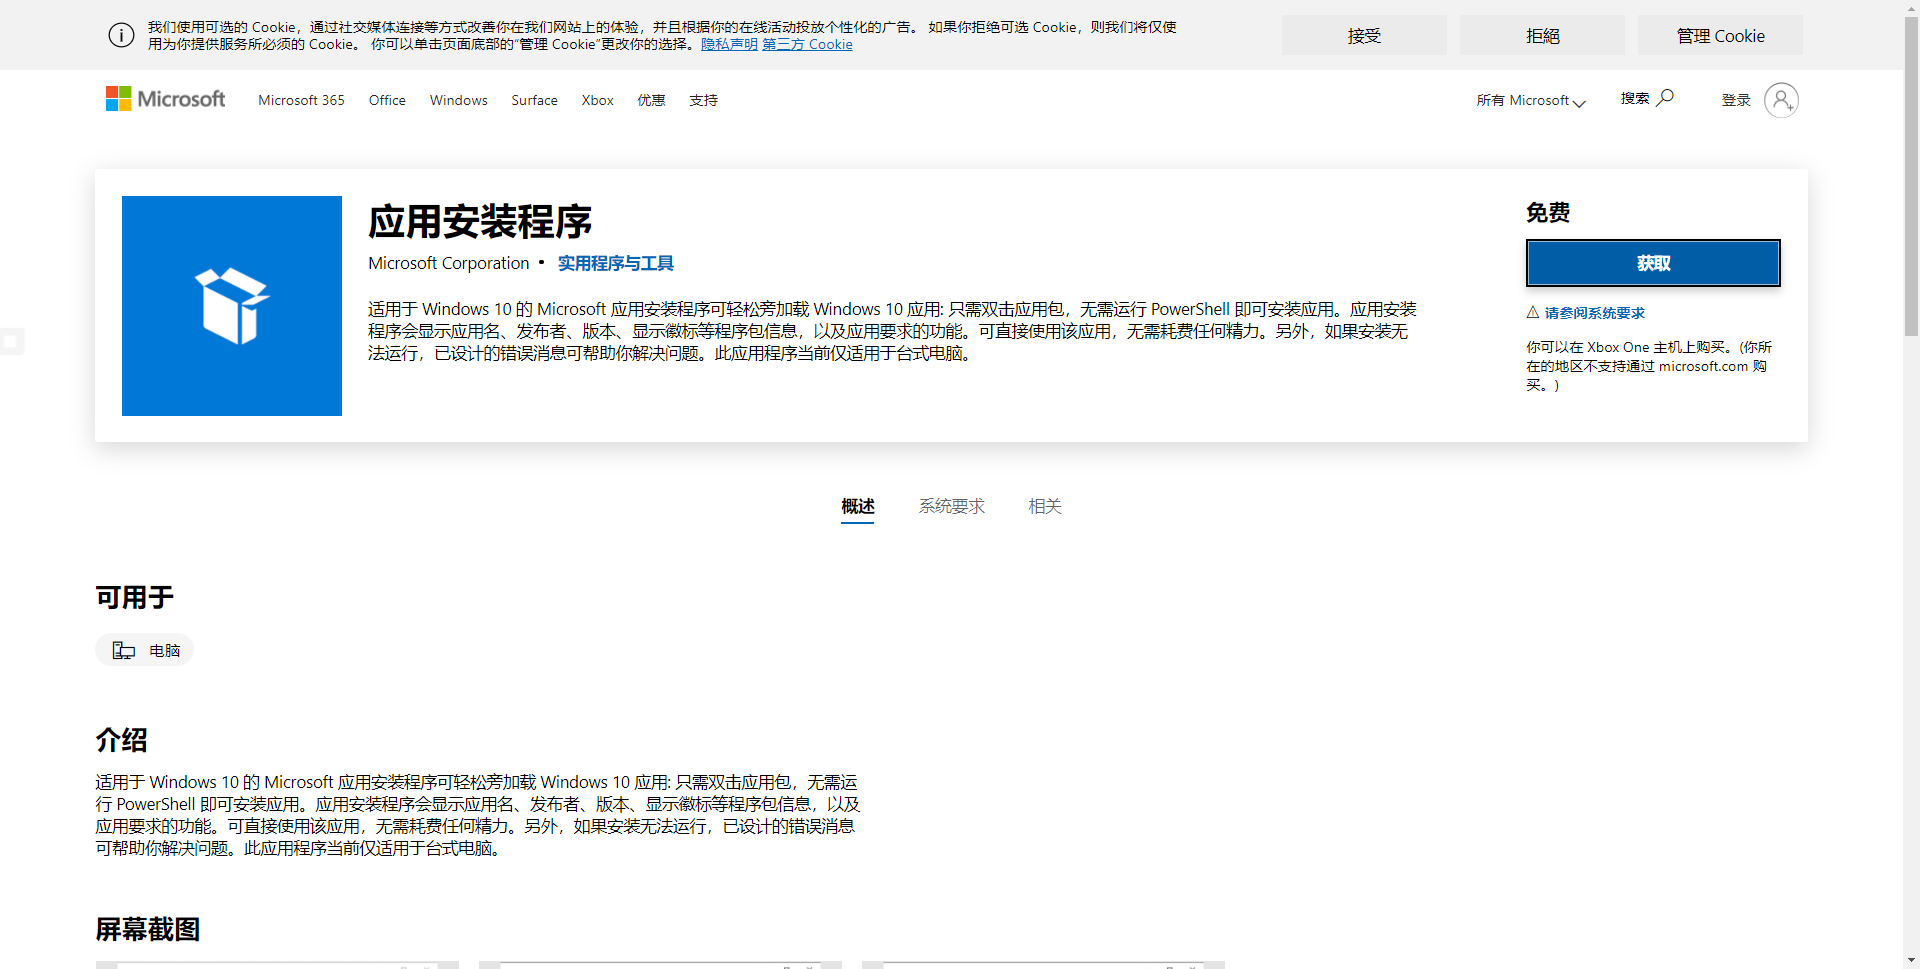 我们使用可选的 Cookie，通过社交媒体连接等方式改善你在我们网站上的体验，并且根据你的在线活动投放个性化的广告。 如果你拒绝可选 Cookie，则我们将仅使
用为你提供服务所必须的 Cookie。 你可以单击页面底部的“管理 Cookie”更改你的选择。隐私声明 第三方 Cookie
接受
拒絕
管理 Cookie
Microsoft
Microsoft 365
Office
Windows
Surface
Xbox
优惠
支持
所有 Microsoft
搜索
登录
应用安装程序
Microsoft Corporation • 实用程序与工具
适用于 Windows 10 的 Microsoft 应用安装程序可轻松旁加载 Windows 10 应用: 只需双击应用包，无需运行 PowerShell 即可安装应用。应用安装
程序会显示应用名、发布者、版本、显示徽标等程序包信息，以及应用要求的功能。可直接使用该应用，无需耗费任何精力。另外，如果安装无
法运行，已设计的错误消息可帮助你解决问题。此应用程序当前仅适用于台式电脑。
免费
获取
请参阅系统要求
你可以在 Xbox One 主机上购买。(你所
在的地区不支持通过 microsoft.com 购
买。)
概述
系统要求
相关
可用于
电脑
介绍
适用于 Windows 10 的 Microsoft 应用安装程序可轻松旁加载 Windows 10 应用: 只需双击应用包，无需运
行 PowerShell 即可安装应用。应用安装程序会显示应用名、发布者、版本、显示徽标等程序包信息，以及
应用要求的功能。可直接使用该应用，无需耗费任何精力。另外，如果安装无法运行，已设计的错误消息
可帮助你解决问题。此应用程序当前仅适用于台式电脑。
屏幕截图